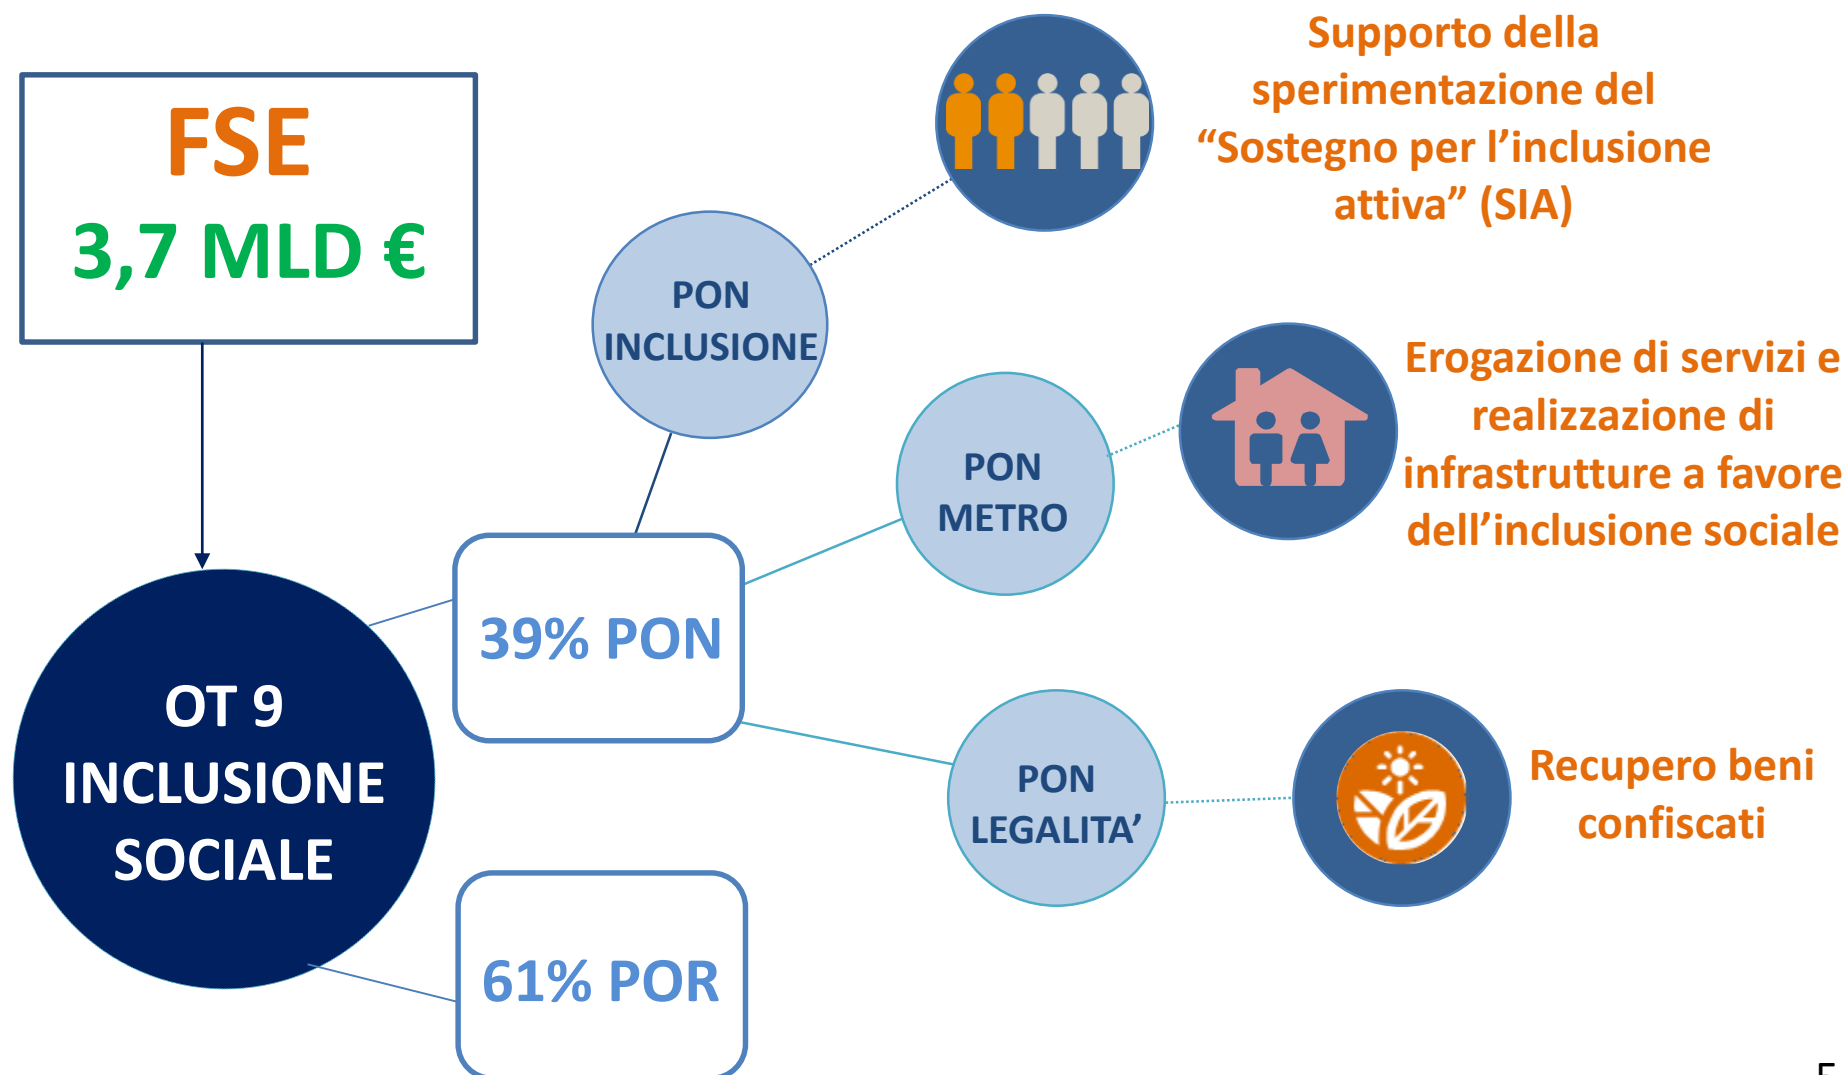 FSE
3,7 MLD €
OT 9
INCLUSIONE
SOCIALE
39% PON
61% POR
PON
INCLUSIONE
Supporto della
sperimentazione del
“Sostegno per l’inclusione
attiva” (SIA)
PON
METRO
Erogazione di servizi e
realizzazione di
infrastrutture a favore
dell’inclusione sociale
PON
LEGALITA’
Recupero beni
confiscati